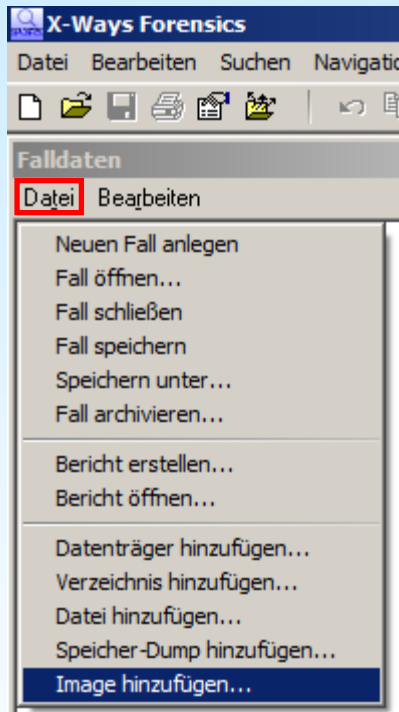 X-Ways Forensics
Datei Bearbeiten Suchen
Falldaten
Datei Bearbeiten
Neuen Fall anlegen
Fall öffnen...
Fall schließen
Fall speichern
Speichern unter...
Fall archivieren...
Bericht erstellen...
Bericht öffnen...
Datenträger hinzufügen...
Verzeichnis hinzufügen...
Datei hinzufügen...
Speicher-Dump hinzufügen...
Image hinzufügen...